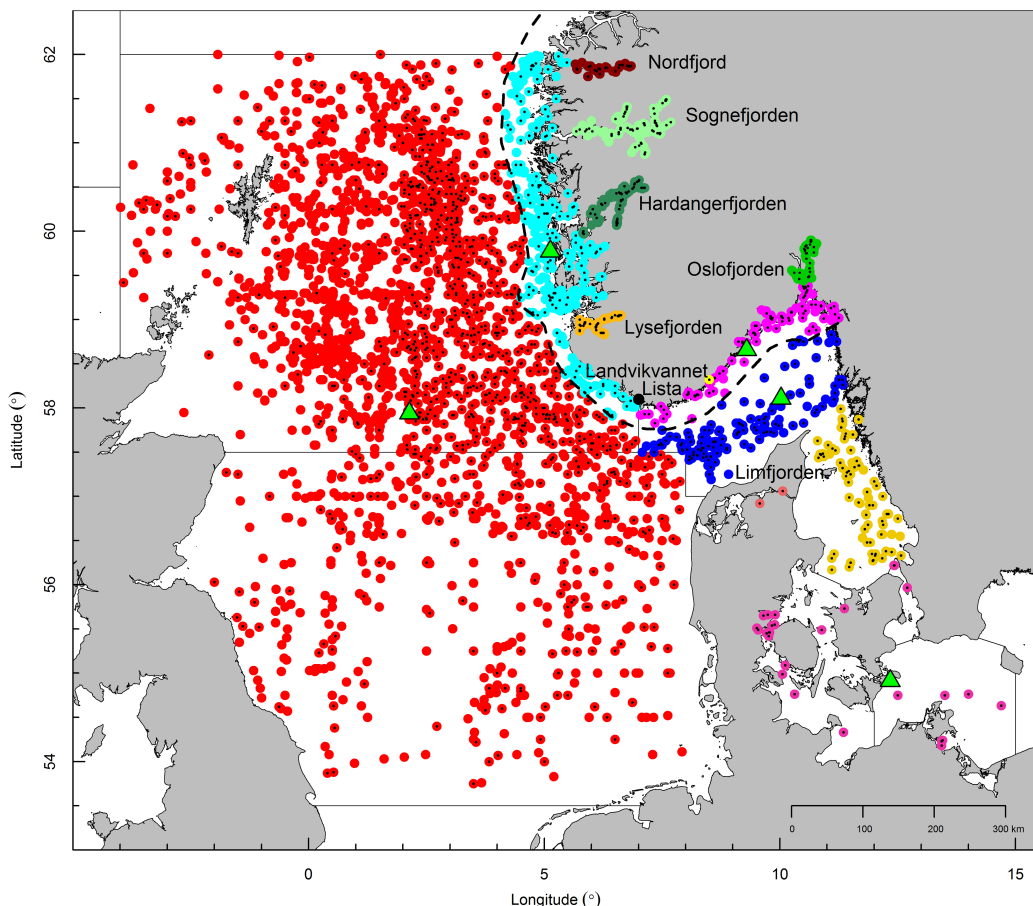 62
60
58
56
54
Latitude (°)
Nordfjord
Sognefjorden
Hardangerfjorden
Oslofjorden
Lysefjorden
Landvikvannet
Lista
Limfjorden
0 100 200 300 km
0 5 10 15
Longitude (°)